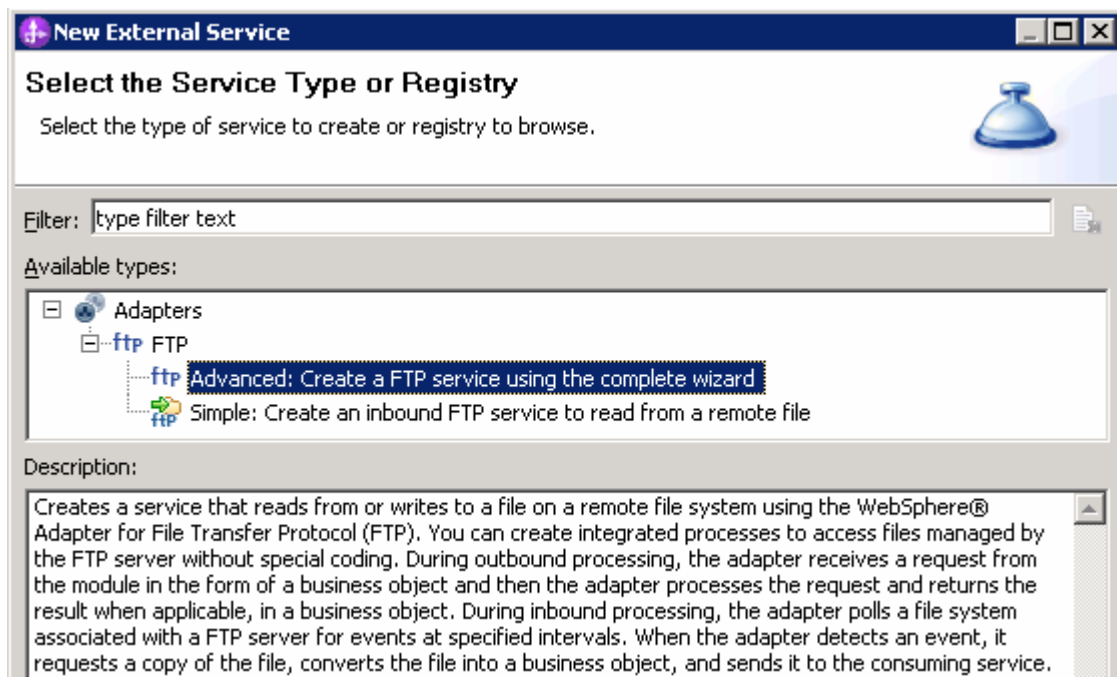 New External Service
Select the Service Type or Registry
Select the type of service to create or registry to browse.
Filter: type filter text
Available types:
Adapters
ftp FTP
ftp Advanced: Create a FTP service using the complete wizard
ftp Simple: Create an inbound FTP service to read from a remote file
Description:
Creates a service that reads from or writes to a file on a remote file system using the WebSphere®
Adapter for File Transfer Protocol (FTP). You can create integrated processes to access files managed by
the FTP server without special coding. During outbound processing, the adapter receives a request from
the module in the form of a business object and then the adapter processes the request and returns the
result when applicable, in a business object. During inbound processing, the adapter polls a file system
associated with a FTP server for events at specified intervals. When the adapter detects an event, it
requests a copy of the file, converts the file into a business object, and sends it to the consuming service.